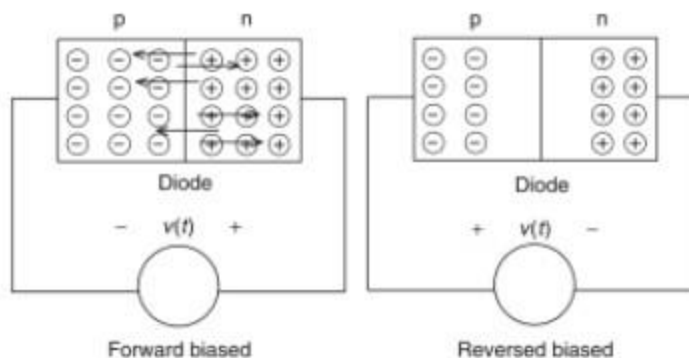 p n
Diode
− v(t) +
Forward biased
p n
Diode
+ v(t) −
Reversed biased